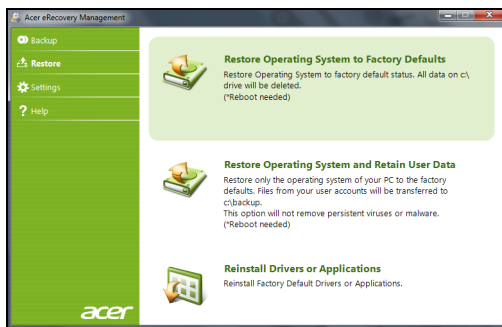 Acer eRecovery Management
Backup
Restore
Settings
Help
Restore Operating System to Factory Defaults
Restore Operating System to factory default status. All data on c:\
drive will be deleted.
(*Reboot needed)
Restore Operating System and Retain User Data
Restore only the operating system of your PC to the factory
defaults. Files from your user accounts will be transferred to
c:\backup.
This option will not remove persistent viruses or malware.
(*Reboot needed)
Reinstall Drivers or Applications
Reinstall Factory Default Drivers or Applications.
acer